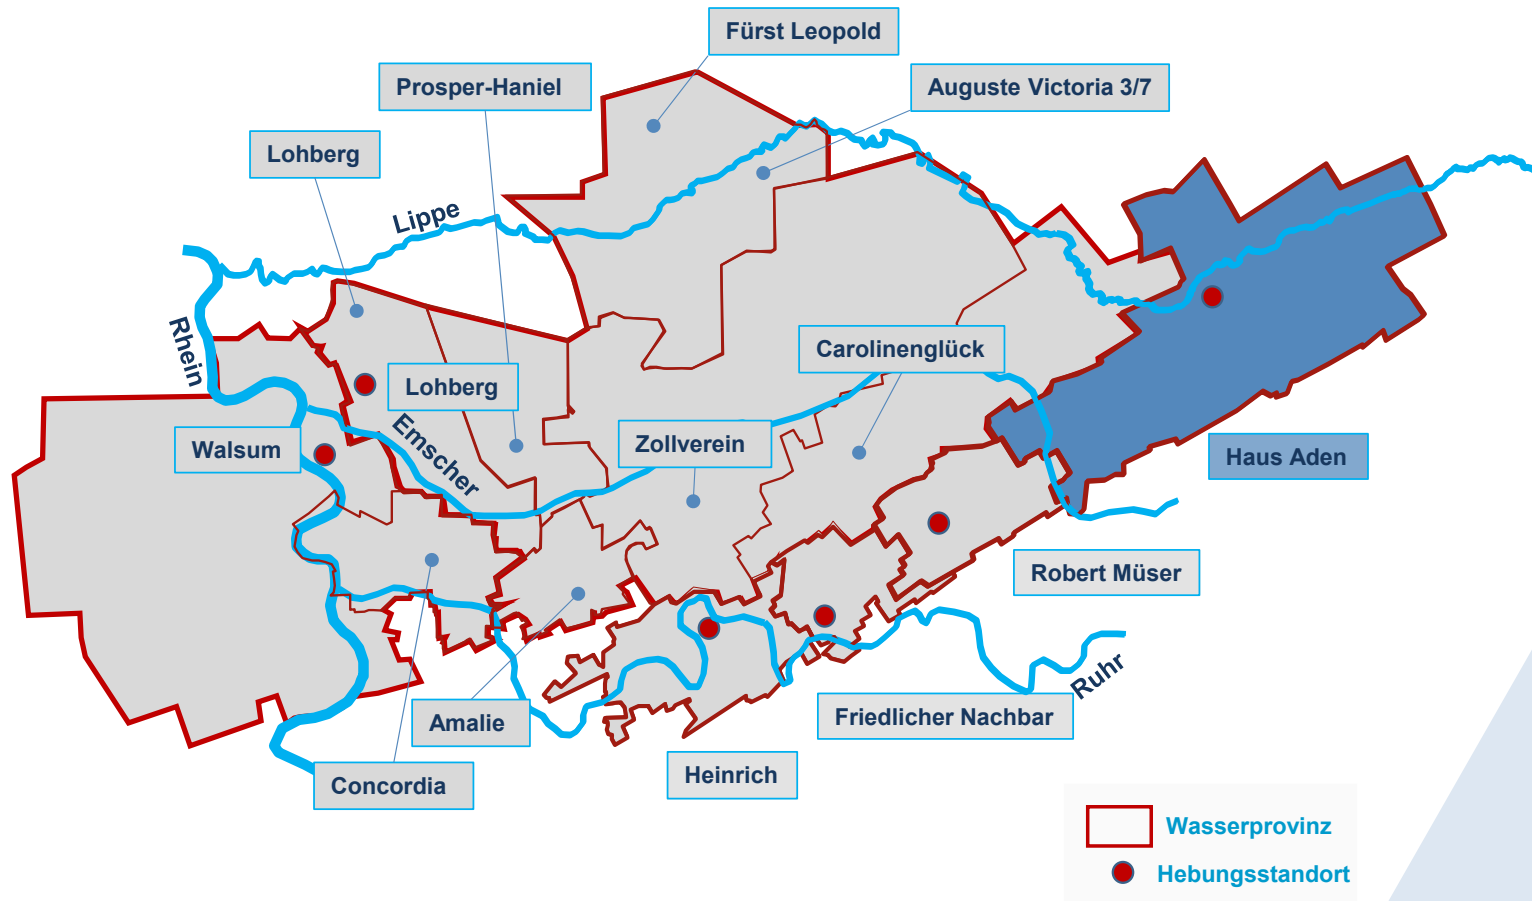 Fürst Leopold
Prosper-Haniel
Auguste Victoria 3/7
Lohberg
Lippe
Rhein
Carolinenglück
Lohberg
Emscher
Walsum
Zollverein
Haus Aden
Robert Müser
Ruhr
Amalie
Friedlicher Nachbar
Heinrich
Concordia
Wasserprovinz
Hebungsstandort